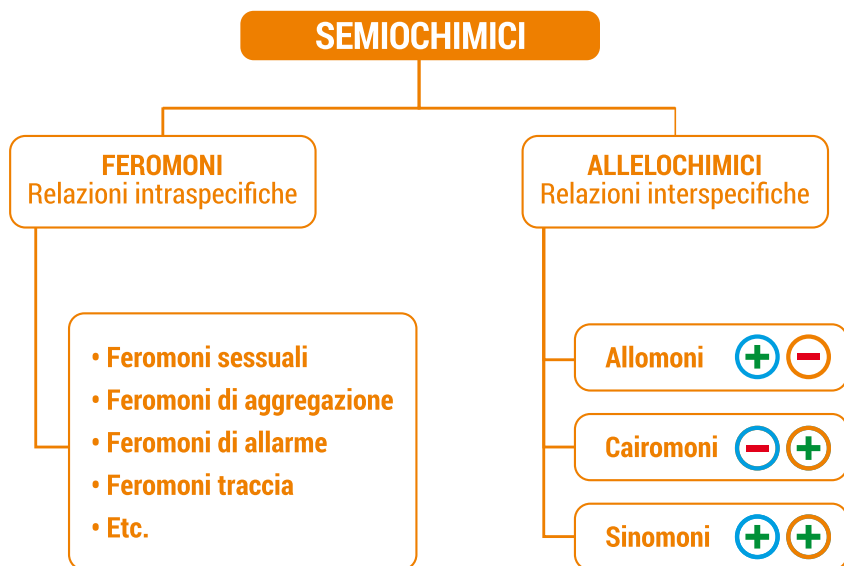 SEMIOCHIMICI
FEROMONI
Relazioni intraspecifiche
ALLELOCHIMICI
Relazioni interspecifiche
• Feromoni sessuali
• Feromoni di aggregazione
• Feromoni di allarme
• Feromoni traccia
• Etc.
Allomoni + −
Cairomoni − +
Sinomoni + +